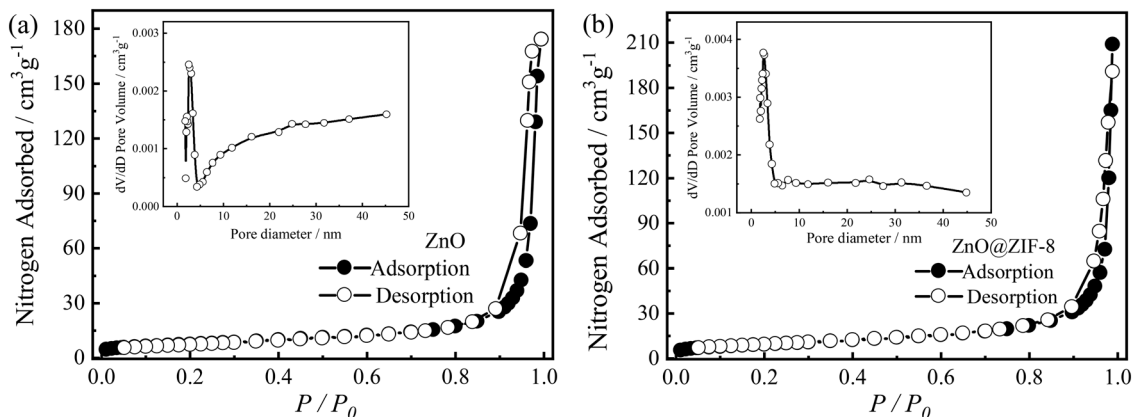 (a)
180
150
120
90
60
30
0
Nitrogen Adsorbed / cm³g⁻¹
0.0 0.2 0.4 0.6 0.8 1.0
P / P₀
0.003
0.002
0.001
0.000
dV/dD Pore Volume / cm³g⁻¹
0 10 20 30 40 50
Pore diameter / nm
ZnO
Adsorption
Desorption
(b)
210
180
150
120
90
60
30
0
Nitrogen Adsorbed / cm³g⁻¹
0.0 0.2 0.4 0.6 0.8 1.0
P / P₀
0.004
0.003
0.002
0.001
dV/dD Pore Volume / cm³g⁻¹
0 10 20 30 40 50
Pore diameter / nm
ZnO@ZIF-8
Adsorption
Desorption